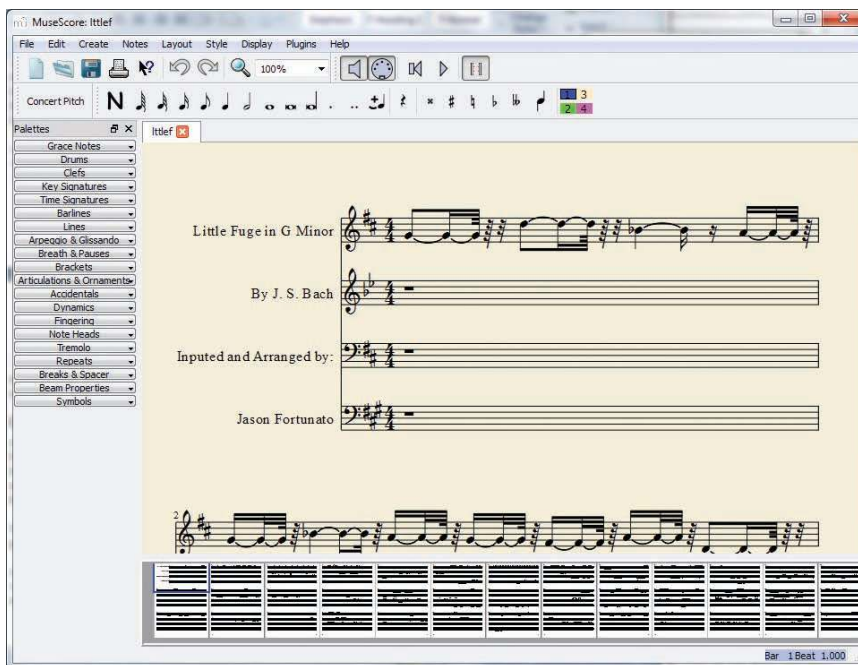 MuseScore: lttlef
File Edit Create Notes Layout Style Display Plugins Help
100%
Concert Pitch N 1 3
2 4
Palettes lttlef
Grace Notes
Drums
Clefs
Key Signatures
Time Signatures
Barlines
Lines
Arpeggio & Glissando
Breath & Pauses
Brackets
Articulations & Ornaments
Accidentals
Dynamics
Fingering
Note Heads
Tremolo
Repeats
Breaks & Spacer
Beam Properties
Symbols
Little Fuge in G Minor
By J. S. Bach
Inputed and Arranged by:
Jason Fortunato
2
Bar 1 Beat 1.000